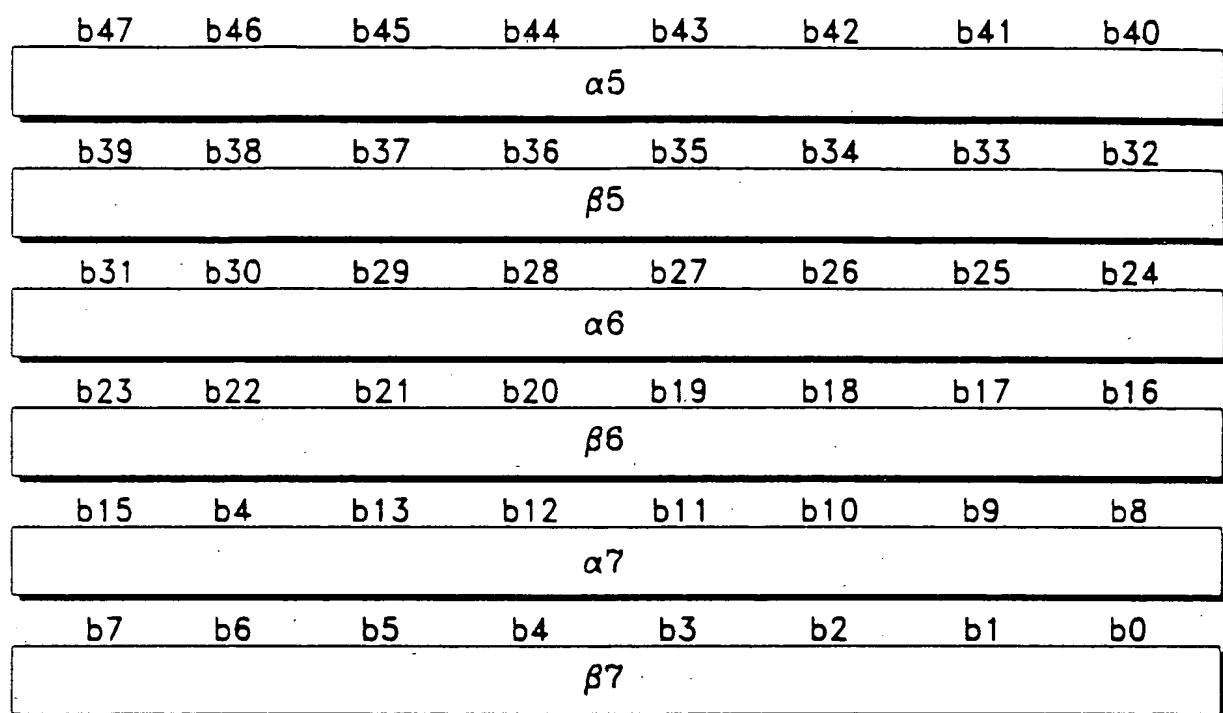 b47 b46 b45 b44 b43 b42 b41 b40
α5
b39 b38 b37 b36 b35 b34 b33 b32
β5
b31 b30 b29 b28 b27 b26 b25 b24
α6
b23 b22 b21 b20 b19 b18 b17 b16
β6
b15 b4 b13 b12 b11 b10 b9 b8
α7
b7 b6 b5 b4 b3 b2 b1 b0
β7